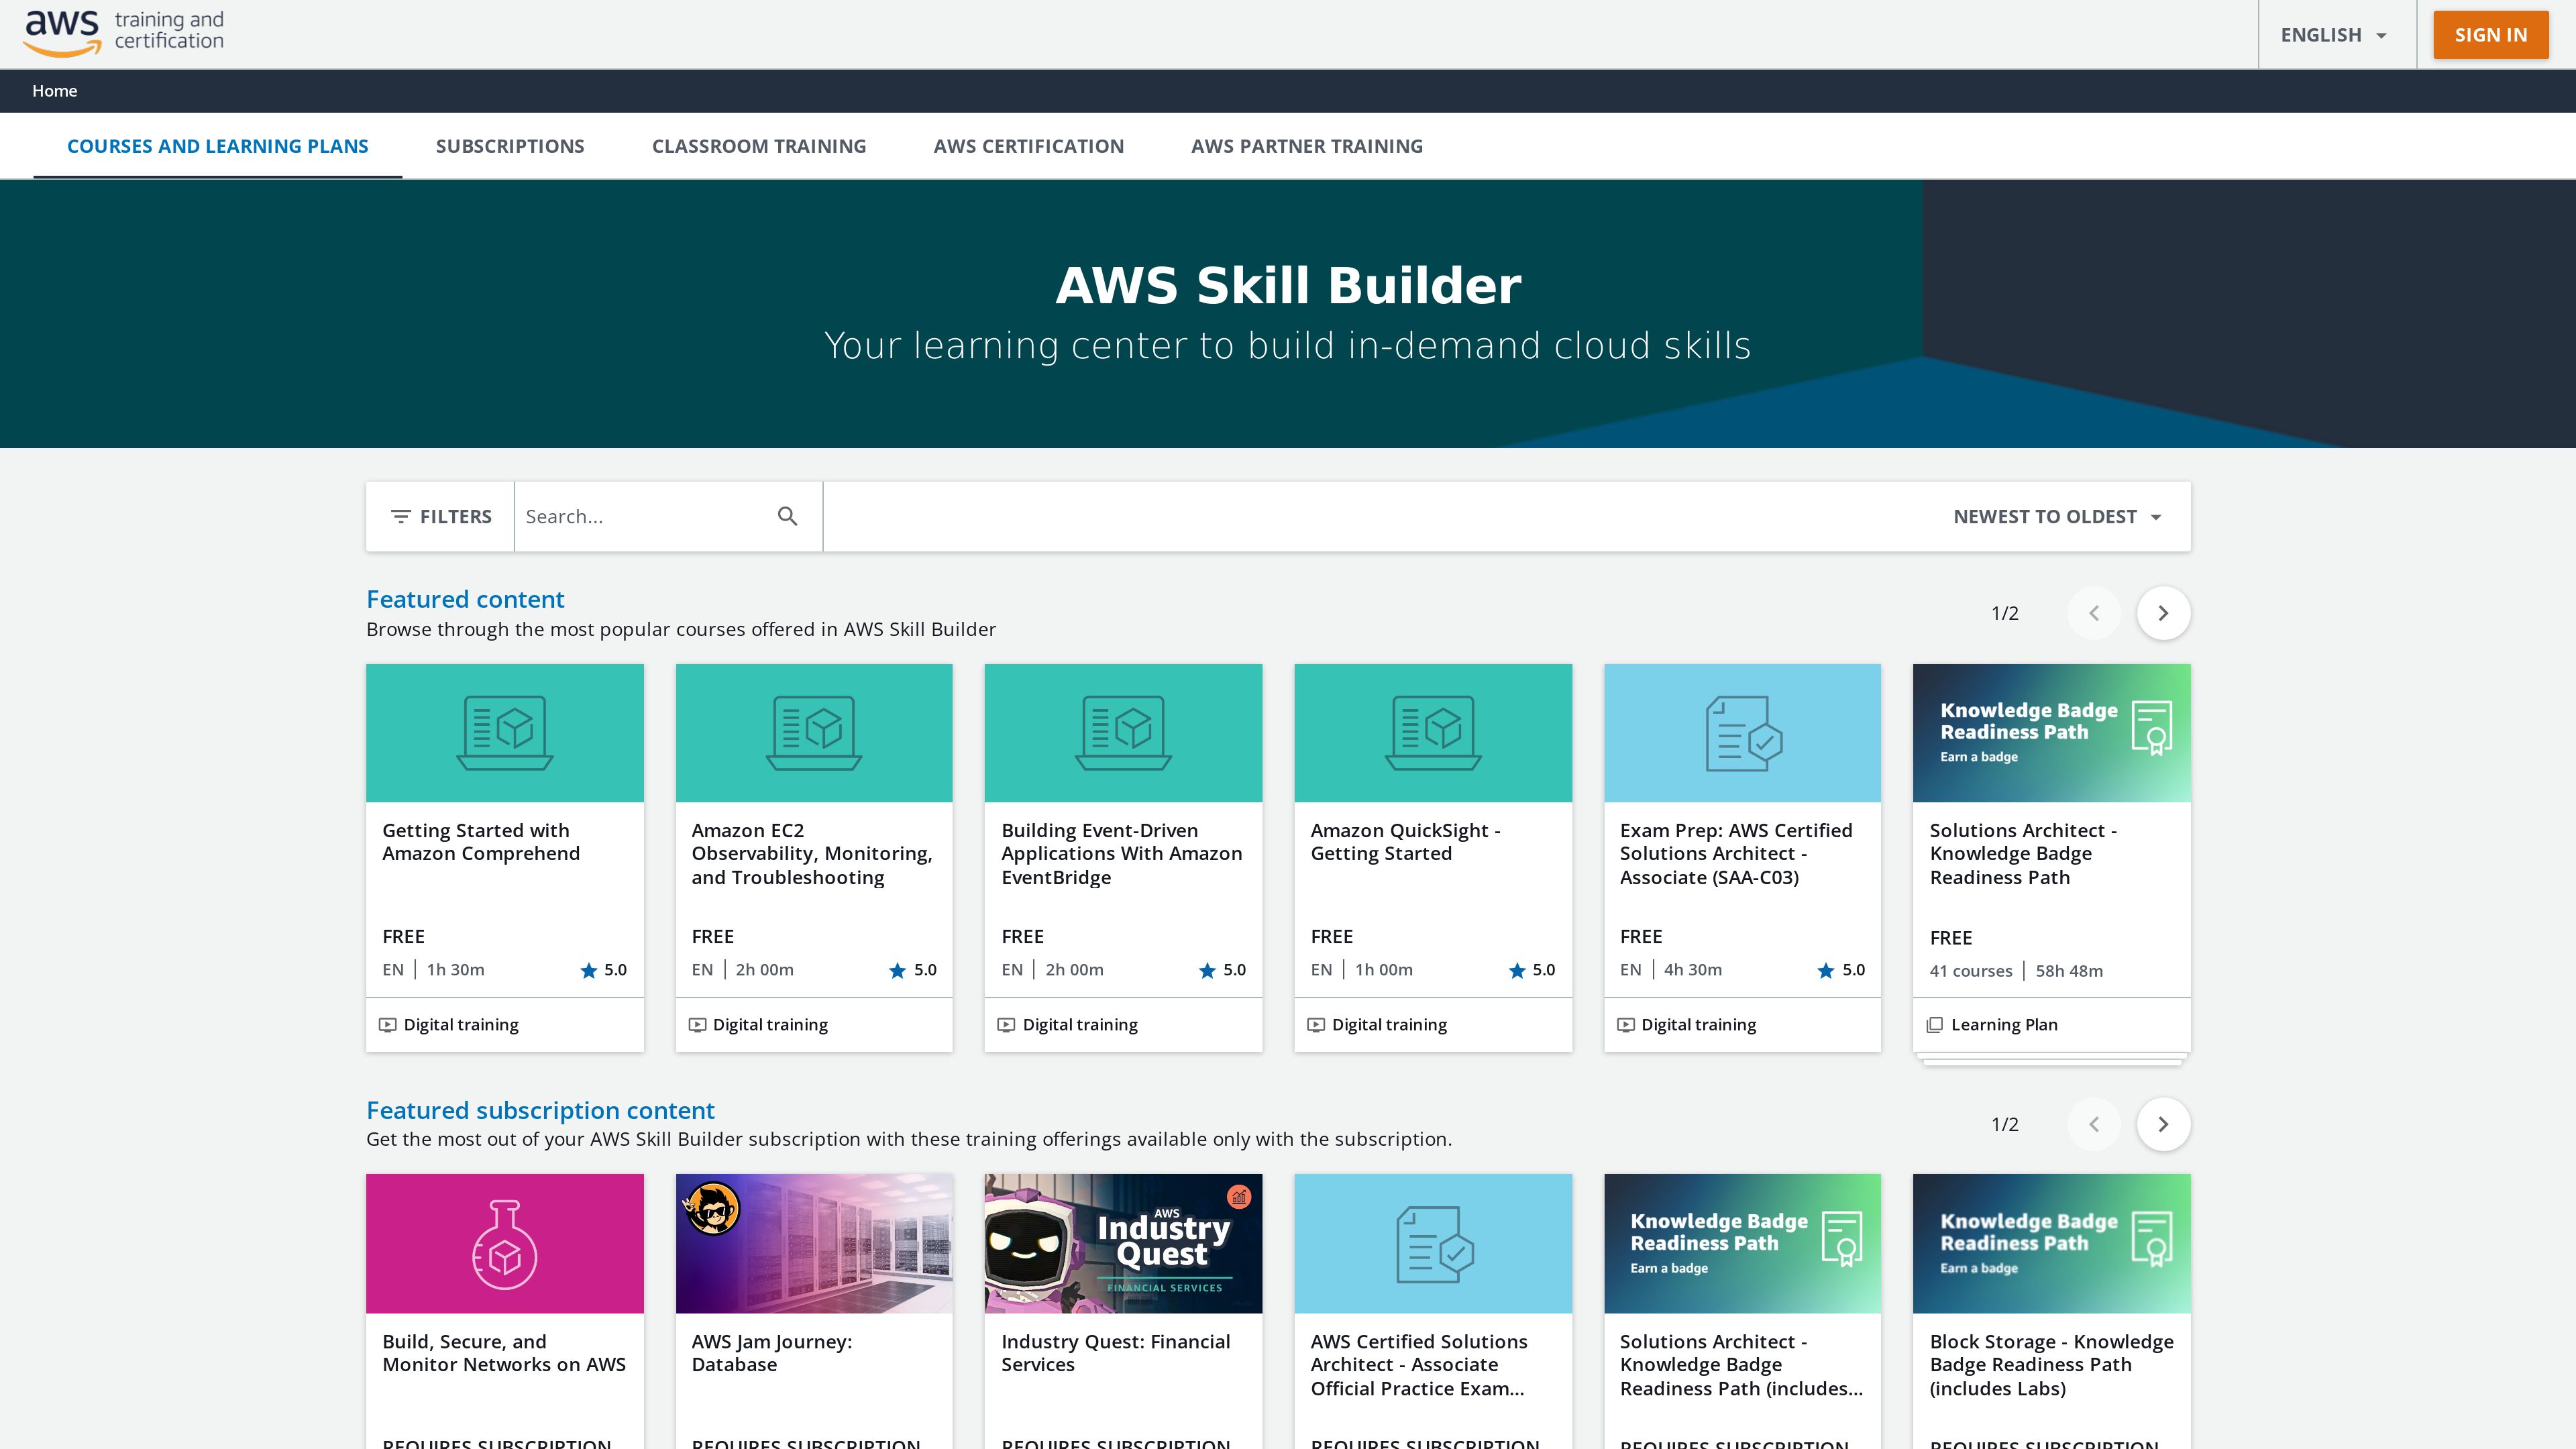 aws training and certification
ENGLISH
SIGN IN
Home
COURSES AND LEARNING PLANS
SUBSCRIPTIONS
CLASSROOM TRAINING
AWS CERTIFICATION
AWS PARTNER TRAINING
AWS Skill Builder
Your learning center to build in-demand cloud skills
FILTERS
Search...
NEWEST TO OLDEST
Featured content
Browse through the most popular courses offered in AWS Skill Builder
1/2
Getting Started with
Amazon Comprehend
FREE
EN | 1h 30m
5.0
Digital training
Amazon EC2
Observability, Monitoring,
and Troubleshooting
FREE
EN | 2h 00m
5.0
Digital training
Building Event-Driven
Applications With Amazon
EventBridge
FREE
EN | 2h 00m
5.0
Digital training
Amazon QuickSight -
Getting Started
FREE
EN | 1h 00m
5.0
Digital training
Exam Prep: AWS Certified
Solutions Architect -
Associate (SAA-C03)
FREE
EN | 4h 30m
5.0
Digital training
Knowledge Badge
Readiness Path
Earn a badge
Solutions Architect -
Knowledge Badge
Readiness Path
FREE
41 courses | 58h 48m
Learning Plan
Featured subscription content
Get the most out of your AWS Skill Builder subscription with these training offerings available only with the subscription.
1/2
Build, Secure, and
Monitor Networks on AWS
REQUIRES SUBSCRIPTION
AWS Jam Journey:
Database
REQUIRES SUBSCRIPTION
AWS
Industry
Quest
FINANCIAL SERVICES
Industry Quest: Financial
Services
REQUIRES SUBSCRIPTION
AWS Certified Solutions
Architect - Associate
Official Practice Exam...
REQUIRES SUBSCRIPTION
Knowledge Badge
Readiness Path
Earn a badge
Solutions Architect -
Knowledge Badge
Readiness Path (includes...
REQUIRES SUBSCRIPTION
Knowledge Badge
Readiness Path
Earn a badge
Block Storage - Knowledge
Badge Readiness Path
(includes Labs)
REQUIRES SUBSCRIPTION